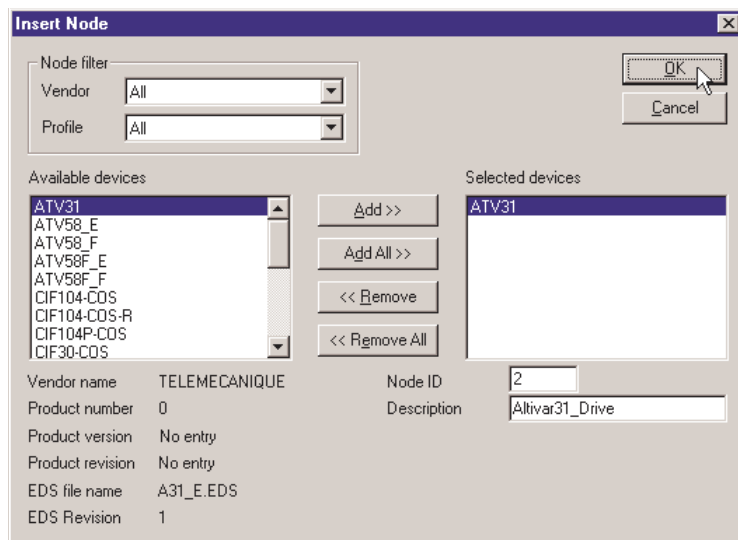 Insert Node
Node filter
Vendor All
Profile All
OK
Cancel
Available devices
ATV31
ATV58_E
ATV58_F
ATV58F_E
ATV58F_F
CIF104-COS
CIF104-COS-R
CIF104P-COS
CIF30-COS
Add >>
Add All >>
<< Remove
<< Remove All
Selected devices
ATV31
Vendor name TELEMECANIQUE
Product number 0
Product version No entry
Product revision No entry
EDS file name A31_E.EDS
EDS Revision 1
Node ID 2
Description Altivar31_Drive